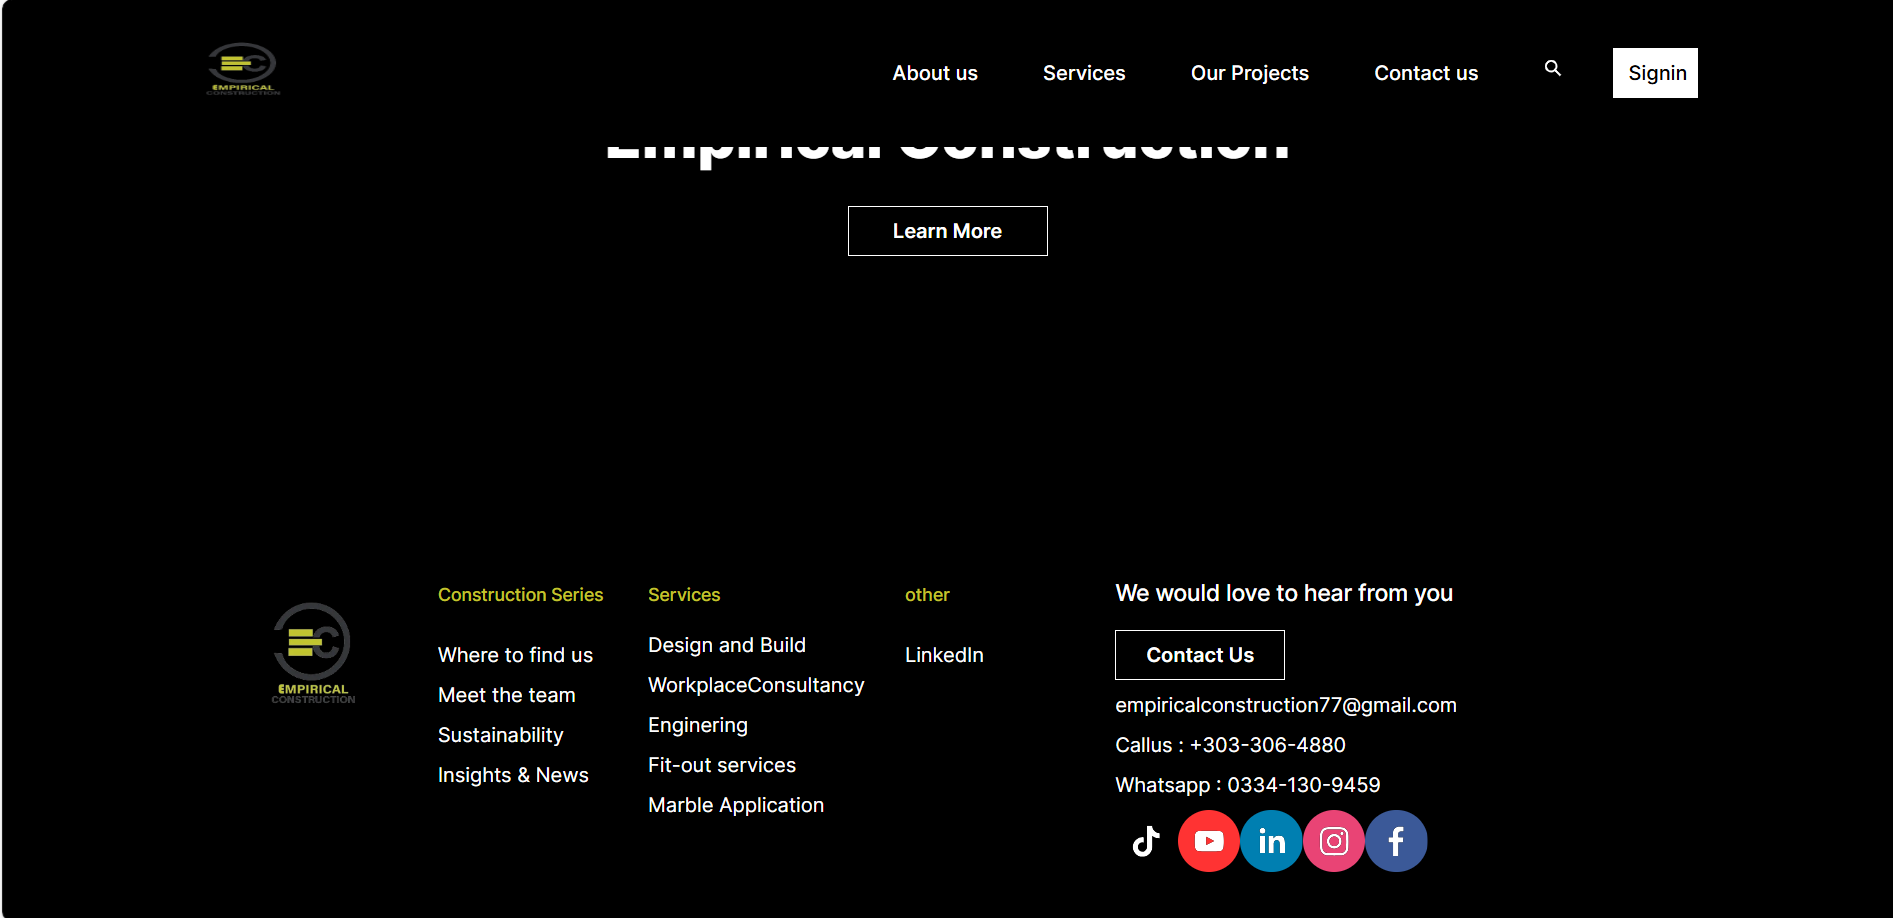 EMPIRICAL
CONSTRUCTION
About us
Services
Our Projects
Contact us
Signin
Empirical Construction
Learn More
EMPIRICAL
CONSTRUCTION
Construction Series
Where to find us
Meet the team
Sustainability
Insights & News
Services
Design and Build
WorkplaceConsultancy
Enginering
Fit-out services
Marble Application
other
LinkedIn
We would love to hear from you
Contact Us
empiricalconstruction77@gmail.com
Callus : +303-306-4880
Whatsapp : 0334-130-9459
in